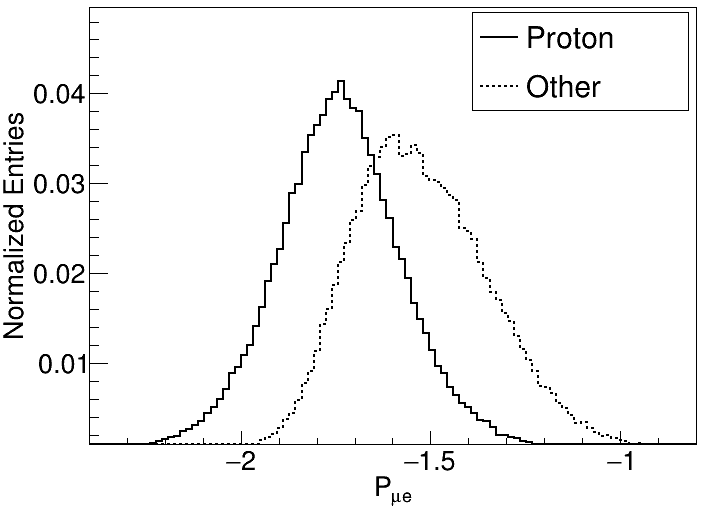 Proton
Other
Normalized Entries
0.04
0.03
0.02
0.01
−2 −1.5 −1
Pμe